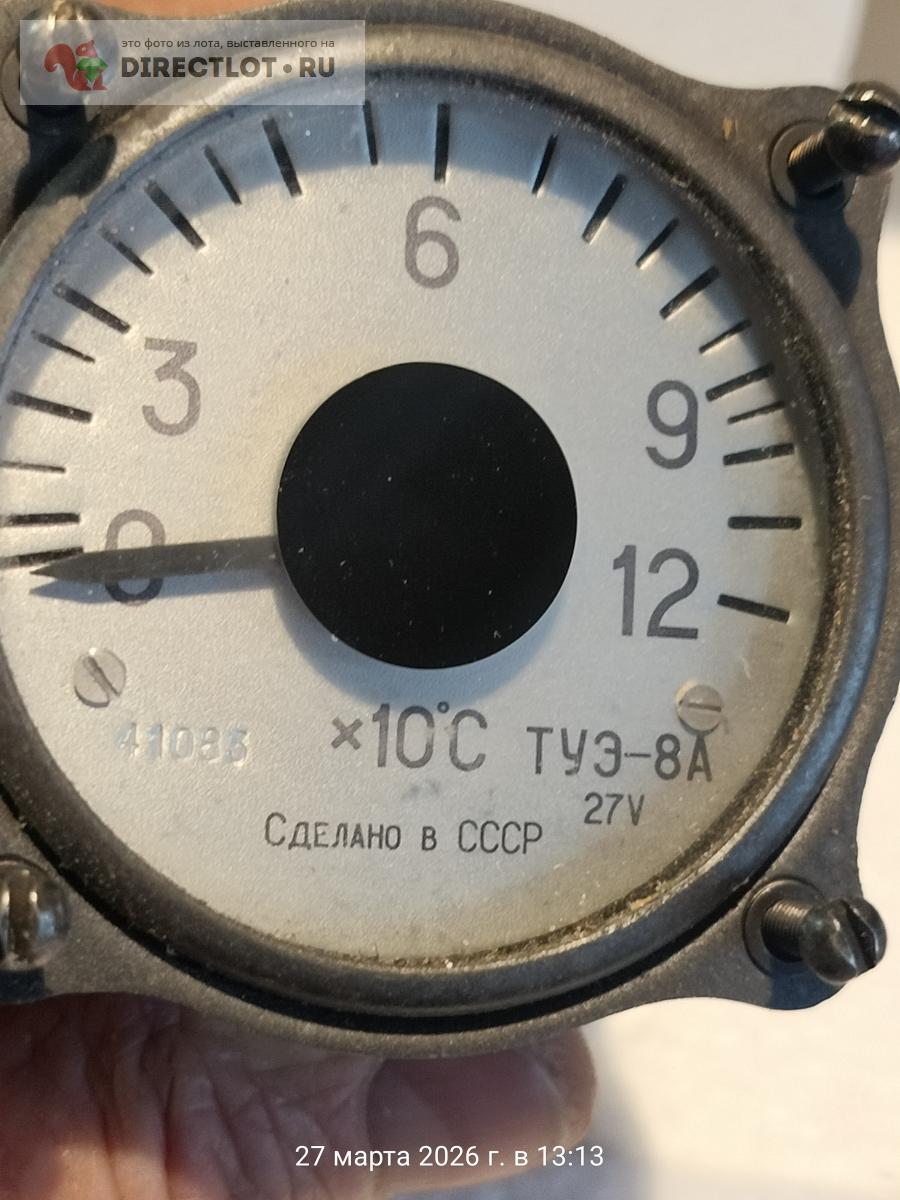 это фото из лота, выставленного на
DIRECTLOT•RU
6
3
9
0
12
×10°C
ТУЭ-8А
41083
27V
Сделано в СССР
27 марта 2026 г. в 13:13